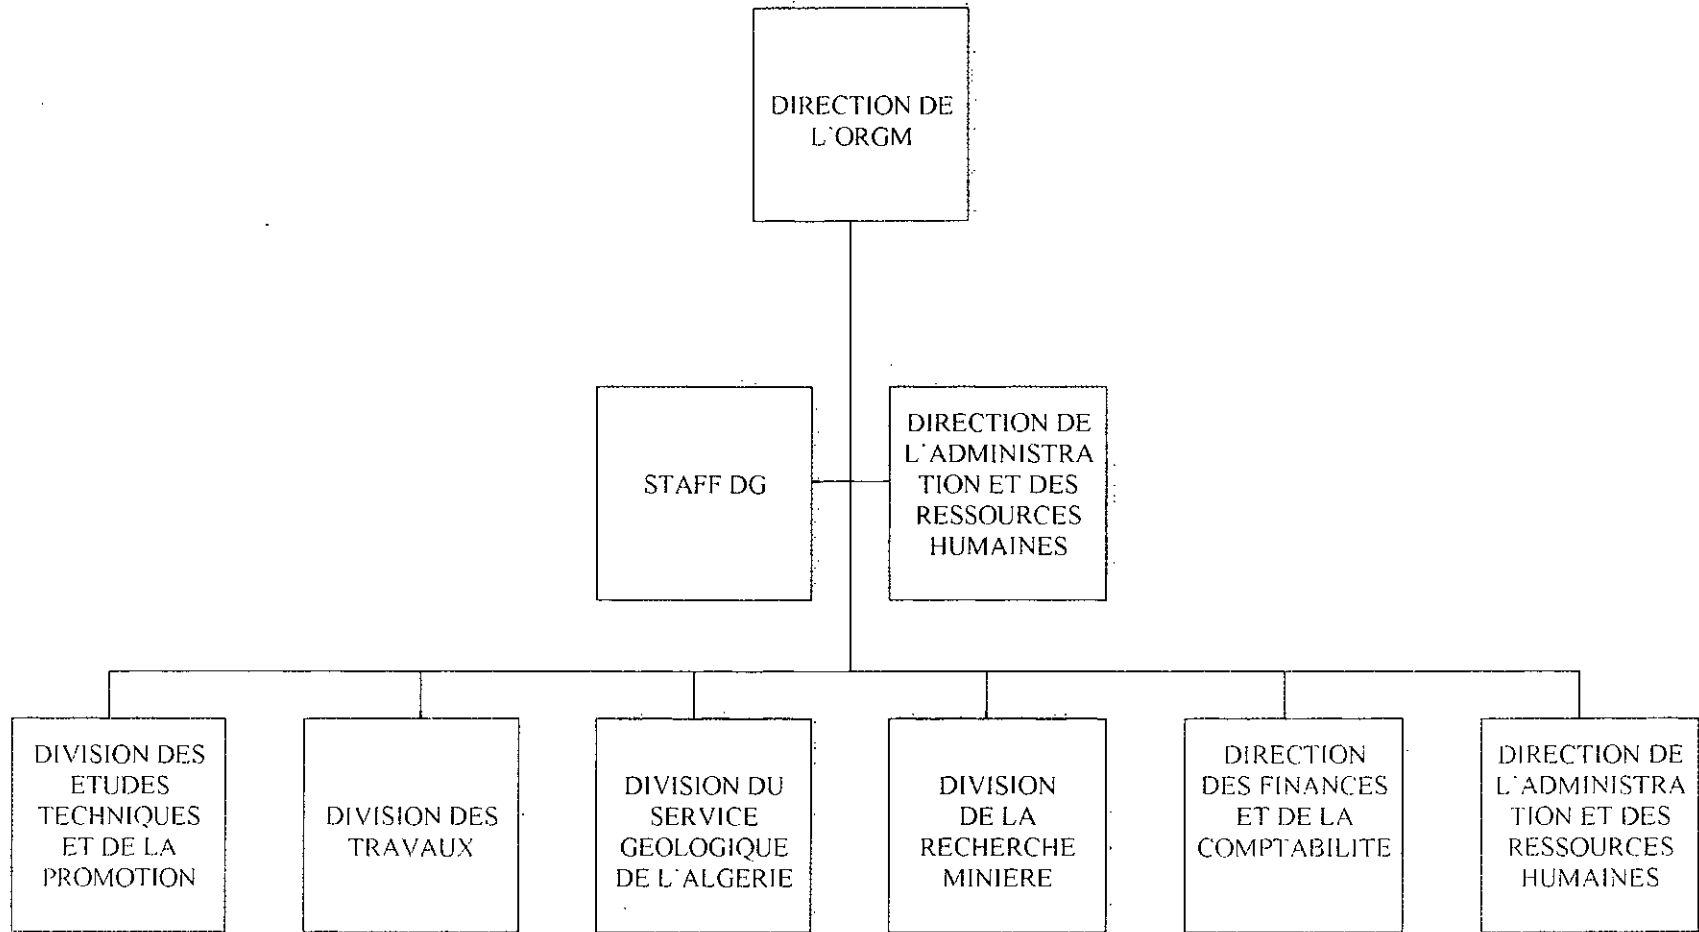 DIRECTION DE
L'ORGM
STAFF DG
DIRECTION DE
L'ADMINISTRA
TION ET DES
RESSOURCES
HUMAINES
DIVISION DES
ETUDES
TECHNIQUES
ET DE LA
PROMOTION
DIVISION DES
TRAVAUX
DIVISION DU
SERVICE
GEOLOGIQUE
DE L'ALGERIE
DIVISION
DE LA
RECHERCHE
MINIERE
DIRECTION
DES FINANCES
ET DE LA
COMPTABILITE
DIRECTION DE
L'ADMINISTRA
TION ET DES
RESSOURCES
HUMAINES